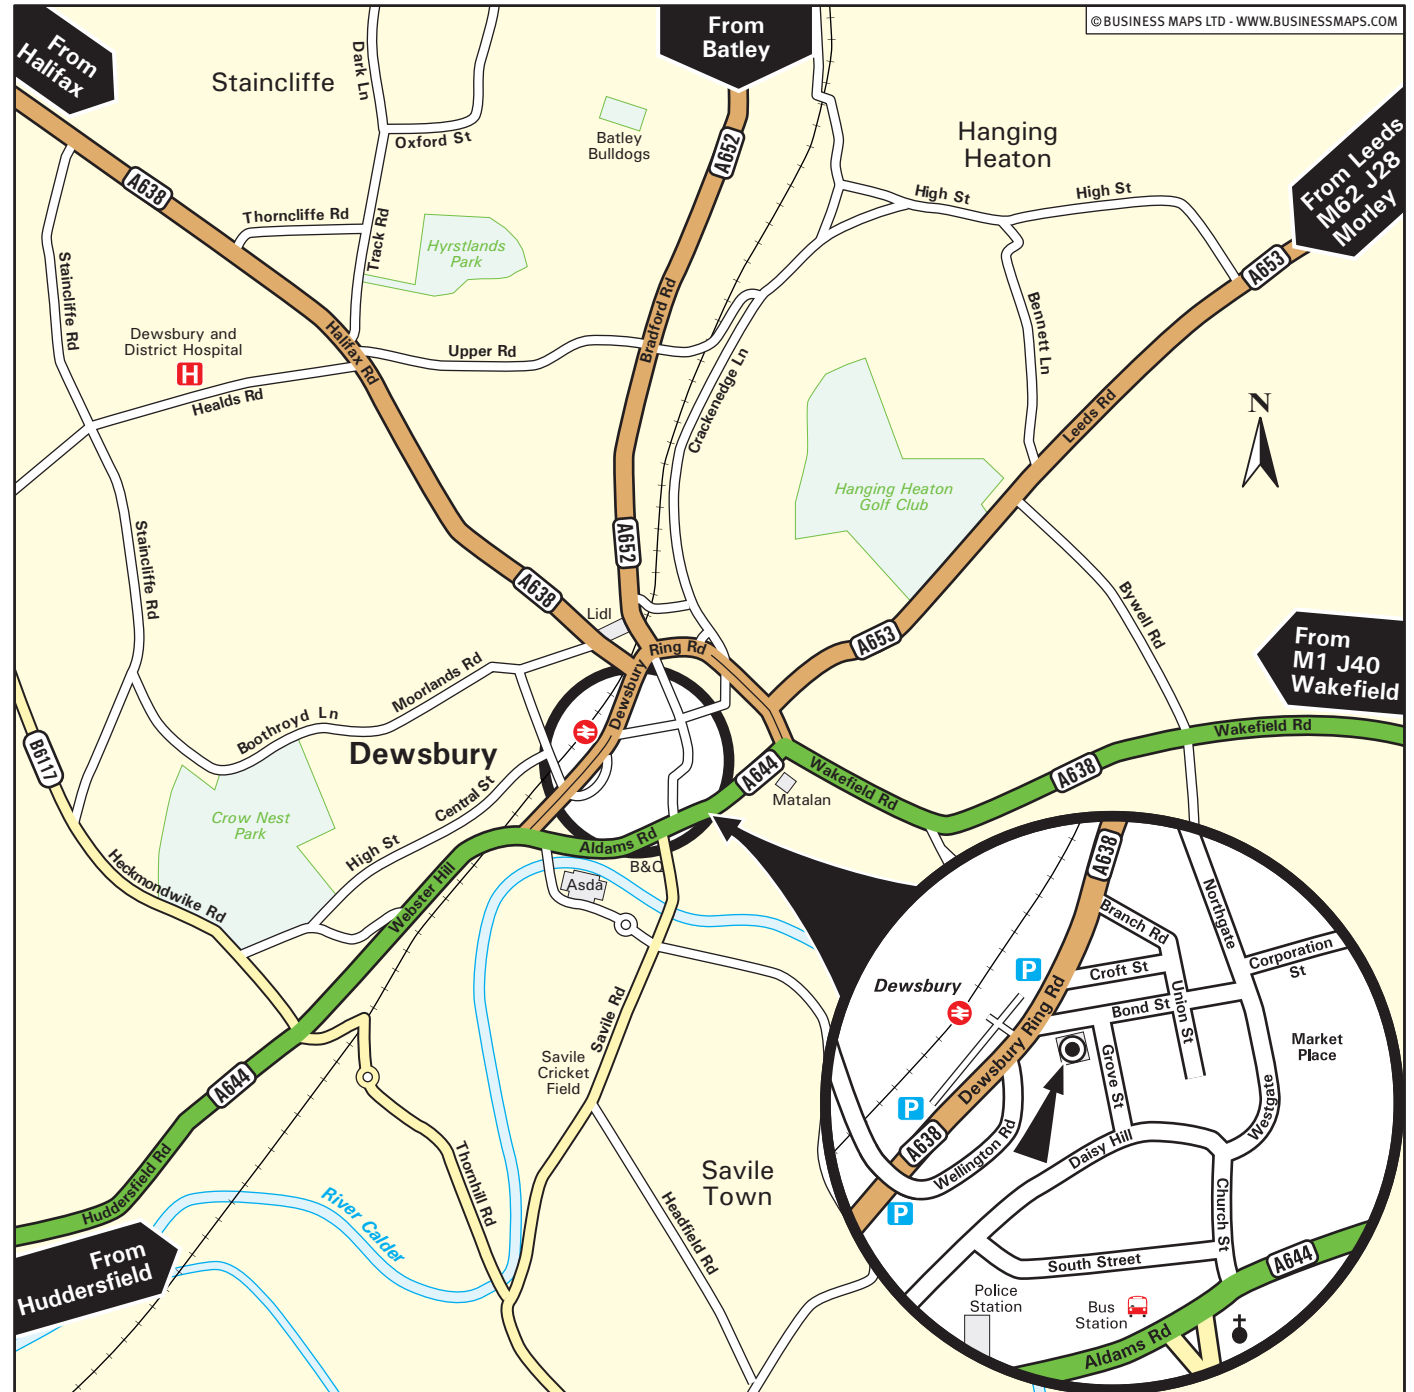 © BUSINESS MAPS LTD - WWW.BUSINESSMAPS.COM
From
Halifax
From
Batley
From Leeds
M62 J28
Morley
From
M1 J40
Wakefield
From
Huddersfield
Staincliffe
Dark Ln
Oxford St
Batley
Bulldogs
A652
Hanging
Heaton
High St
High St
A638
Thorncliffe Rd
Track Rd
Hyrstlands
Park
A653
Staincliffe Rd
Dewsbury and
District Hospital
H
Healds Rd
Halifax Rd
Upper Rd
Bradford Rd
Crackenedge Ln
Bennett Ln
Leeds Rd
N
Hanging Heaton
Golf Club
Staincliffe Rd
A652
A638
Lidl
Ring Rd
A653
Bywell Rd
Moorlands Rd
Boothroyd Ln
Dewsbury
Dewsbury
B6117
Central St
High St
Crow Nest
Park
Wakefield Rd
A644
Wakefield Rd
A638
Matalan
Aldams Rd
B&Q
Asda
Heckmondwike Rd
Webster Hill
Savile Rd
Savile
Cricket
Field
A644
Huddersfield Rd
Thornhill Rd
River Calder
Savile
Town
Headfield Rd
A638
Branch Rd
Northgate
Corporation
St
P
Croft St
Dewsbury
Union St
Bond St
Dewsbury Ring Rd
Market
Place
Grove St
P
A638
Wellington Rd
Daisy Hill
Westgate
P
Church St
South Street
A644
Police
Station
Bus
Station
Aldams Rd